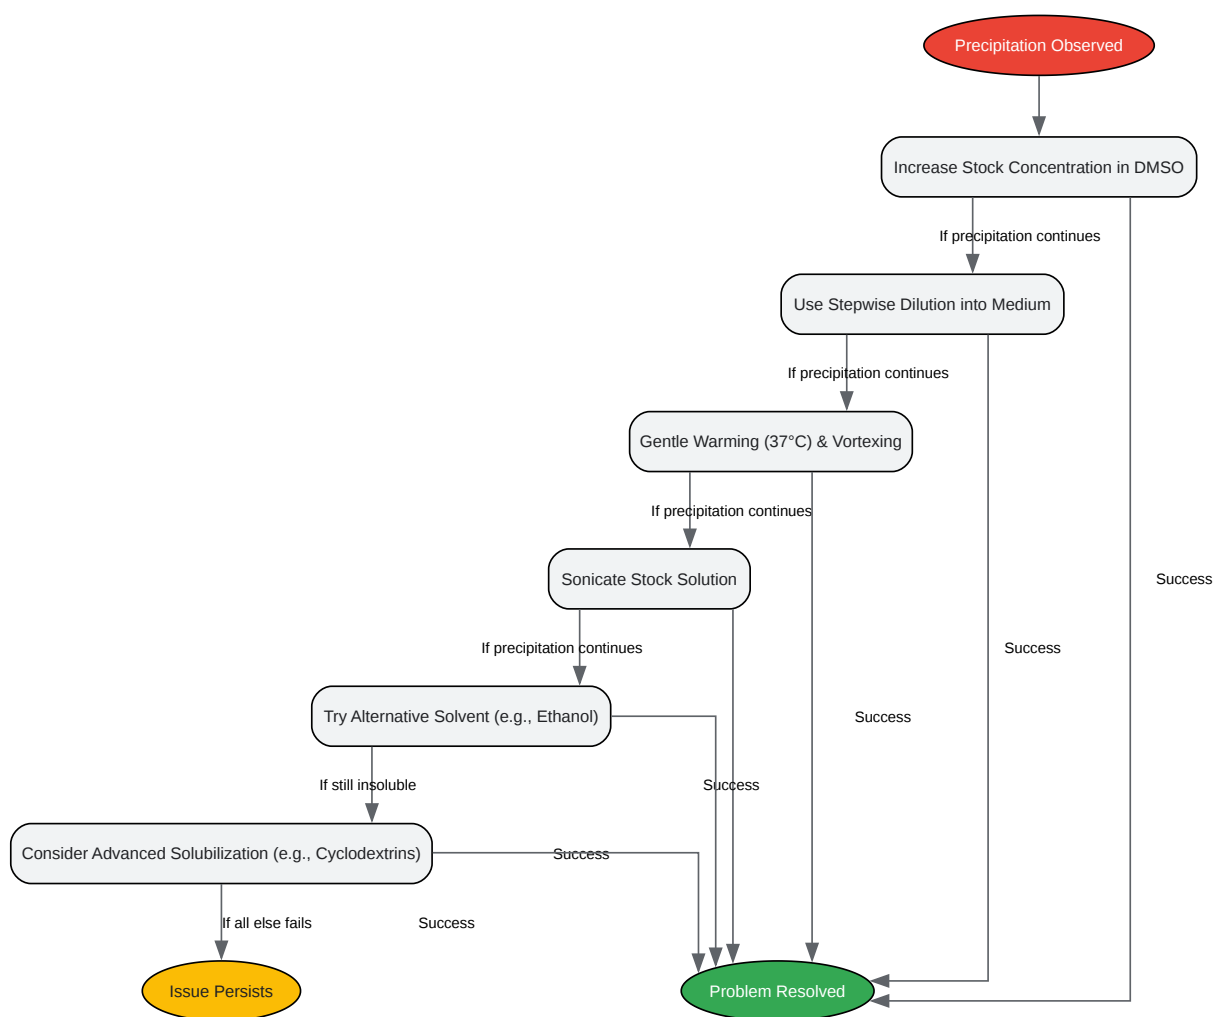 Precipitation Observed
Increase Stock Concentration in DMSO
If precipitation continues
Use Stepwise Dilution into Medium
If precipitation continues
Gentle Warming (37°C) & Vortexing
If precipitation continues
Sonicate Stock Solution
Success
If precipitation continues
Success
Try Alternative Solvent (e.g., Ethanol)
Success
If still insoluble
Success
Consider Advanced Solubilization (e.g., Cyclodextrins)
Success
If all else fails
Success
Issue Persists
Problem Resolved